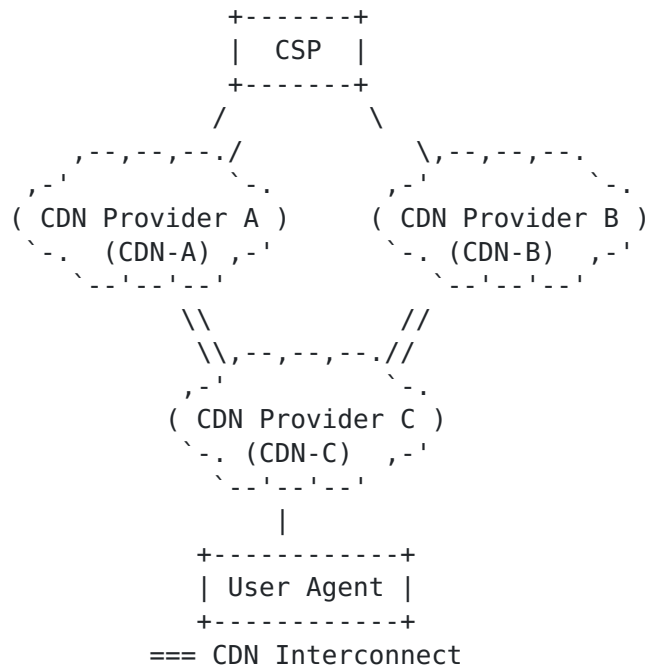 +-------+
|  CSP  |
+-------+
/         \
,--,--,--./           \,--,--,--.
,-'          `-.       ,-'          `-.
( CDN Provider A )     ( CDN Provider B )
`-.  (CDN-A) ,-'       `-. (CDN-B)  ,-'
`--'--'--'             `--'--'--'
\\            //
\\,--,--,--.//
,-'          `-.
( CDN Provider C )
`-. (CDN-C)  ,-'
`--'--'--'
|
+------------+
| User Agent |
+------------+
=== CDN Interconnect